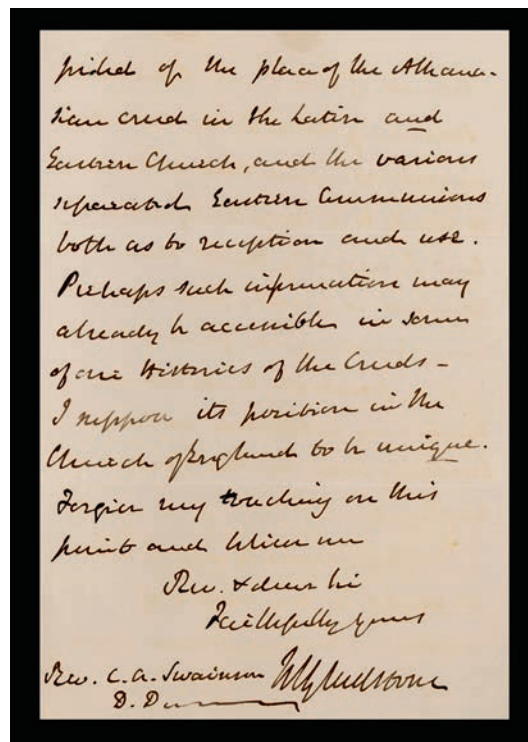 of the place of the Athana-
sian creed in the Latin and
Eastern Church, and the various
separated Eastern Communions
both as to reception and use.
Perhaps such information may
already be accessible in some
of our Histories of the Creeds -
I suppose its position in the
Church of England to be unique.
Forgive my touching on this
point and believe me
Rev. & dear Sir
Faithfully yours
WEGladstone
Rev. C. A. Swainson
D.D.